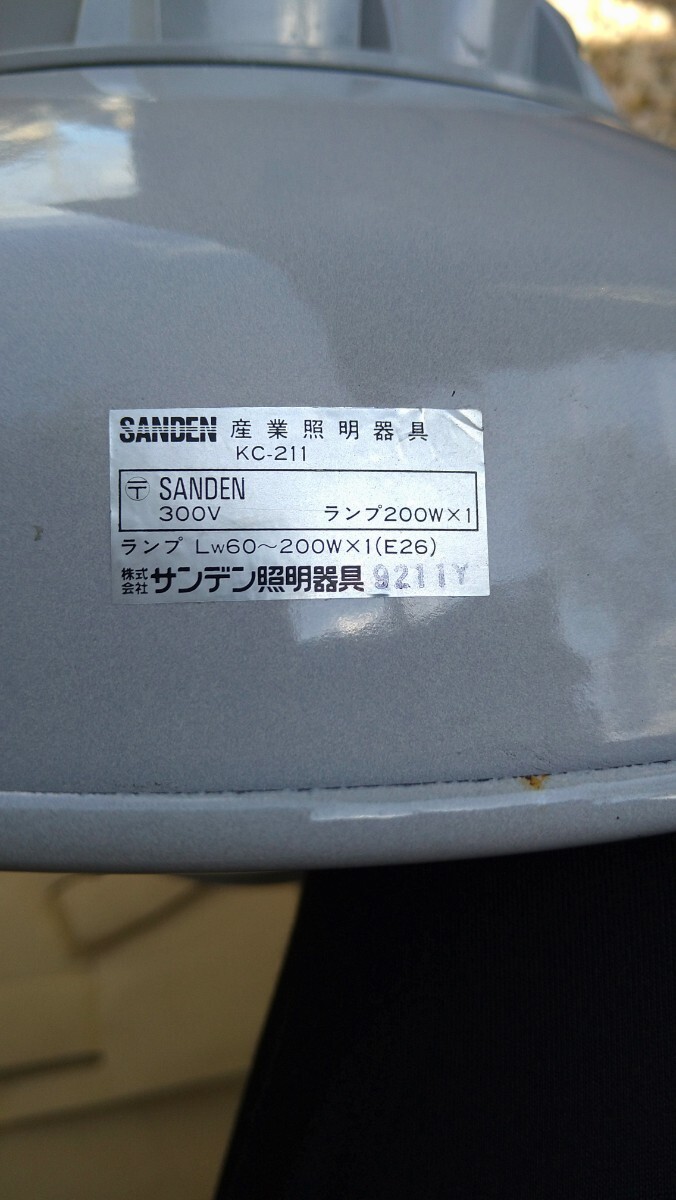 SANDEN 産業照明器具
KC-211
〒 SANDEN
300V ランプ200W×1
ランプ Lw60～200W×1(E26)
株式会社 サンデン照明器具 9211Y